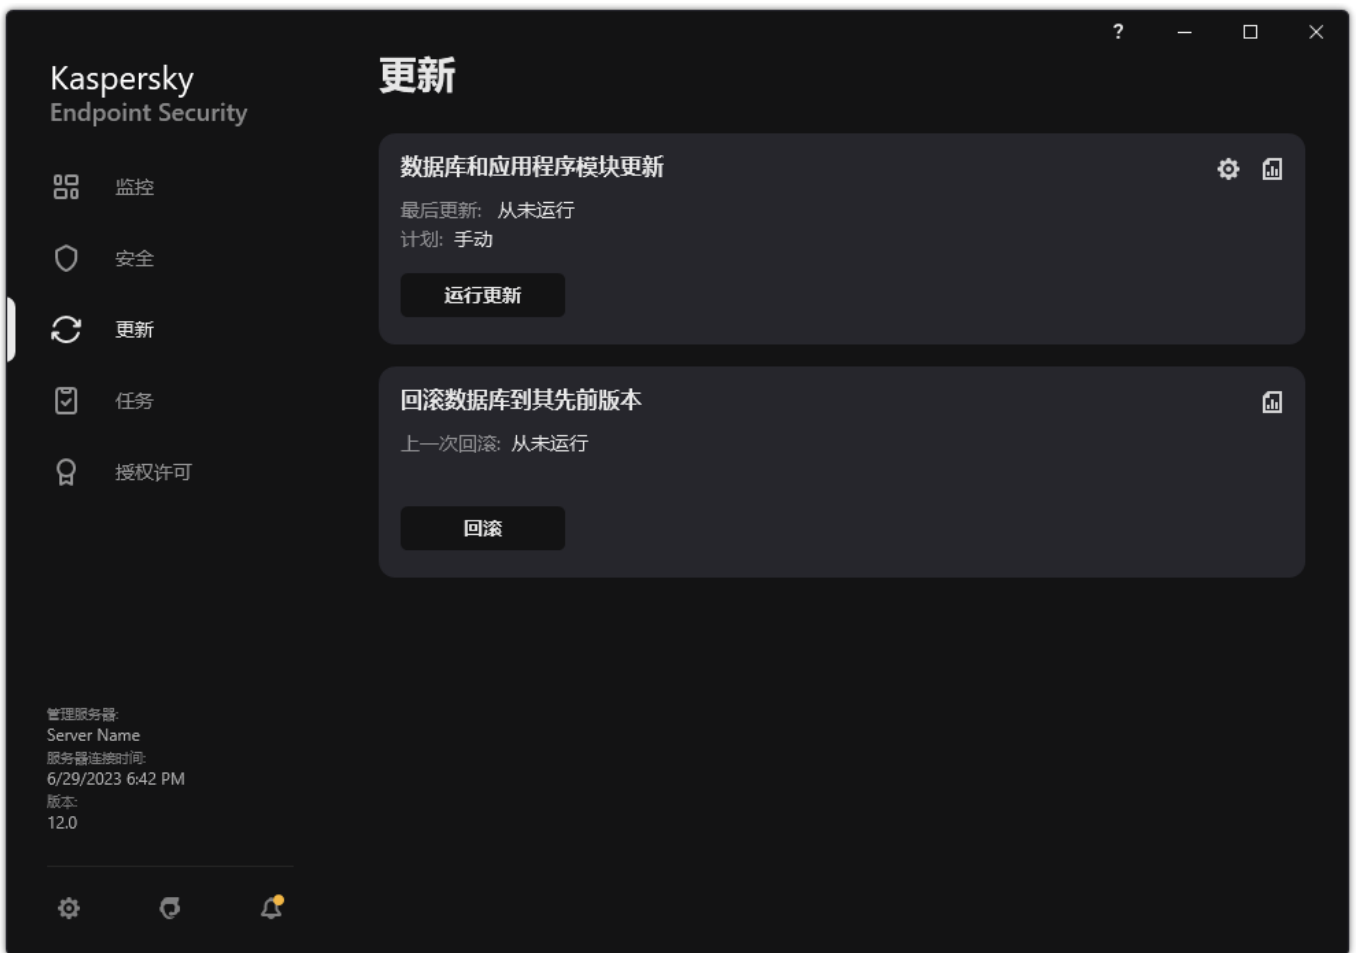 ?
Kaspersky
Endpoint Security
监控
安全
更新
任务
授权许可
管理服务器:
Server Name
服务器连接时间:
6/29/2023 6:42 PM
版本:
12.0
更新
数据库和应用程序模块更新
最后更新: 从未运行
计划: 手动
运行更新
回滚数据库到其先前版本
上一次回滚: 从未运行
回滚